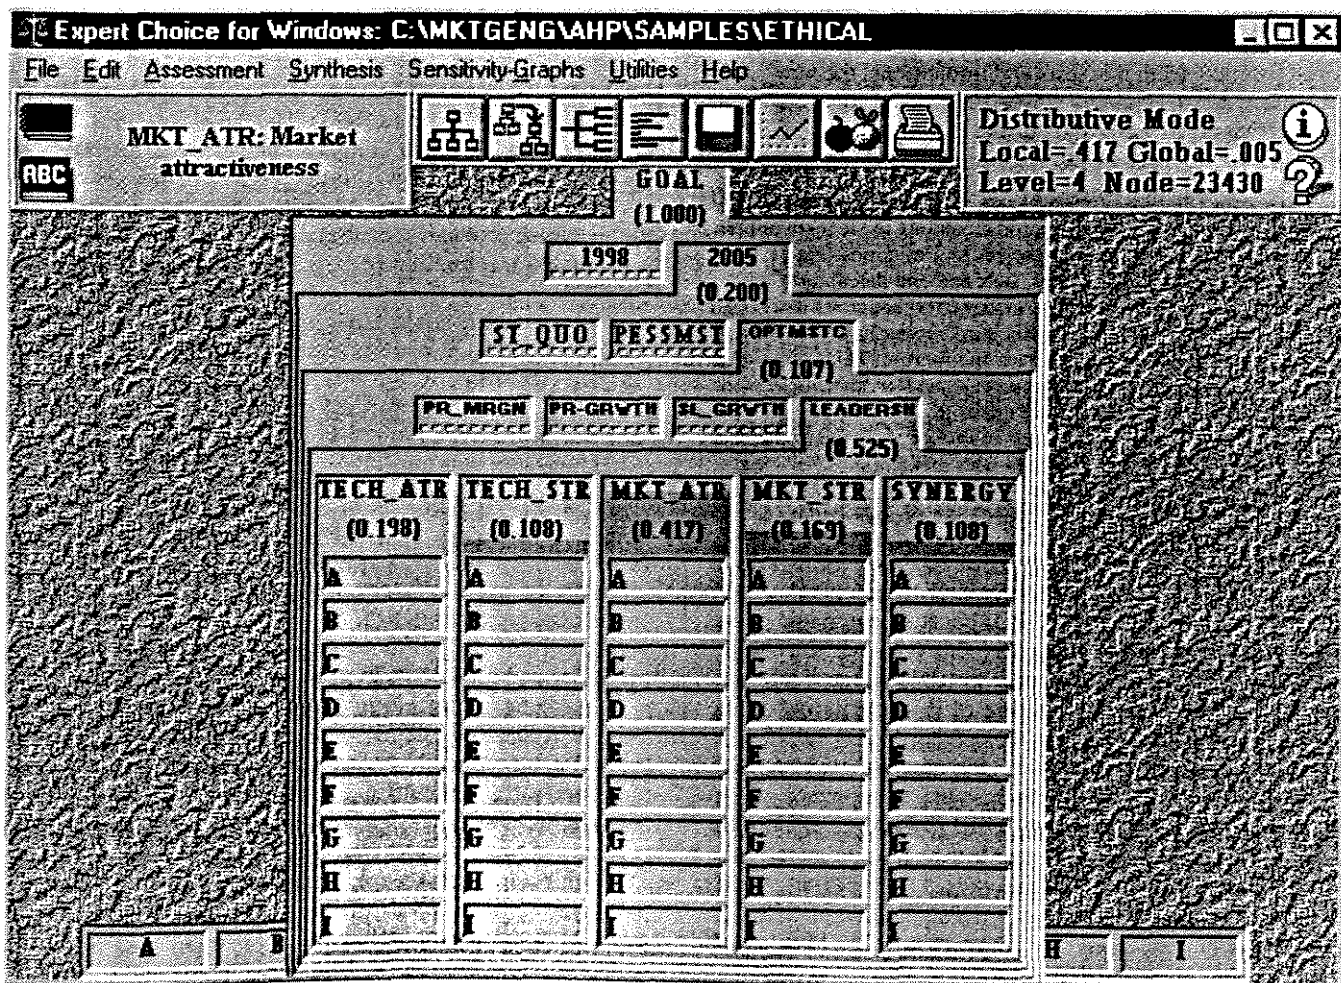 Expert Choice for Windows: C:\MKTGENG\AHP\SAMPLES\ETHICAL
File Edit Assessment Synthesis Sensitivity-Graphs Utilities Help
ABC
MKT_ATR: Market
attractiveness
Distributive Mode
Local=.417 Global=.005
Level=4 Node=23430
i
?
GOAL
(1.000)
1998 2005
(0.200)
ST_QUO PESSMST OPTMSTC
(0.107)
PR_MRGN PR-GRWTH SL_GRWTH LEADERSH
(0.525)
TECH_ATR TECH_STR MKT_ATR MKT_STR SYNERGY
(0.198) (0.108) (0.417) (0.169) (0.108)
A A A A A
B B B B B
C C C C C
D D D D D
E E E E E
F F F F F
G G G G G
H H H H H
I I I I I
A B H I